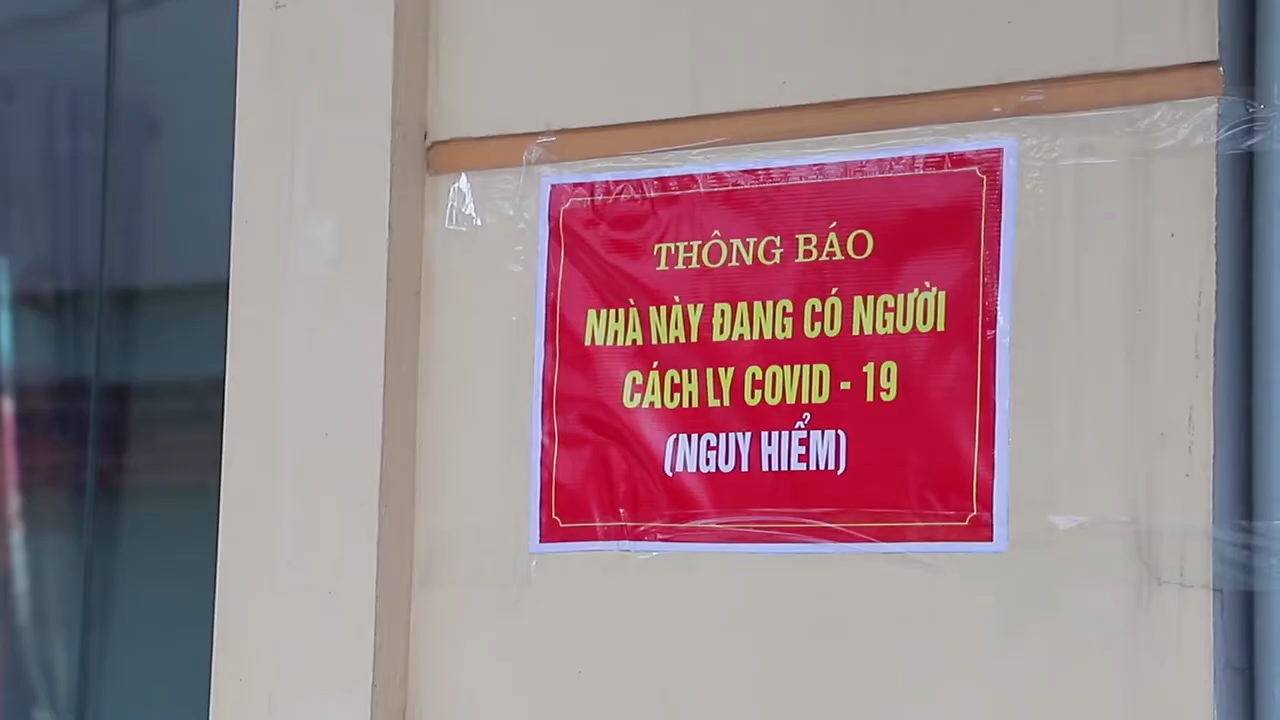 THÔNG BÁO
NHÀ NÀY ĐANG CÓ NGƯỜI
CÁCH LY COVID - 19
(NGUY HIỂM)